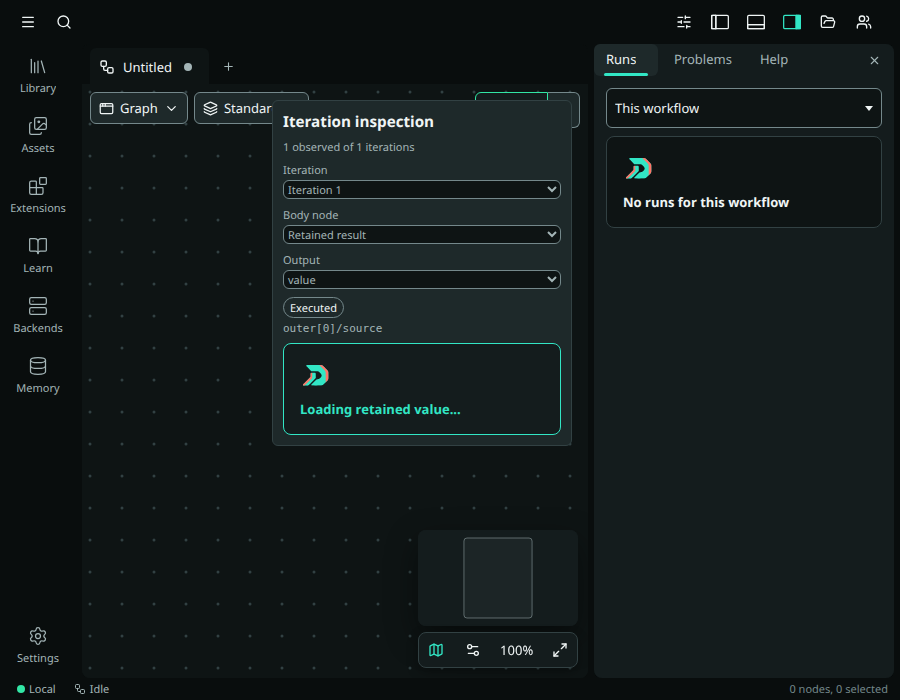 Library
Assets
Extensions
Learn
Backends
Memory
Settings
Untitled
Graph
Iteration inspection
1 observed of 1 iterations
Iteration
Iteration 1
Body node
Retained result
Output
value
Executed
outer[0]/source
Loading retained value...
100%
Runs Problems Help
This workflow
No runs for this workflow
Local Idle 0 nodes, 0 selected